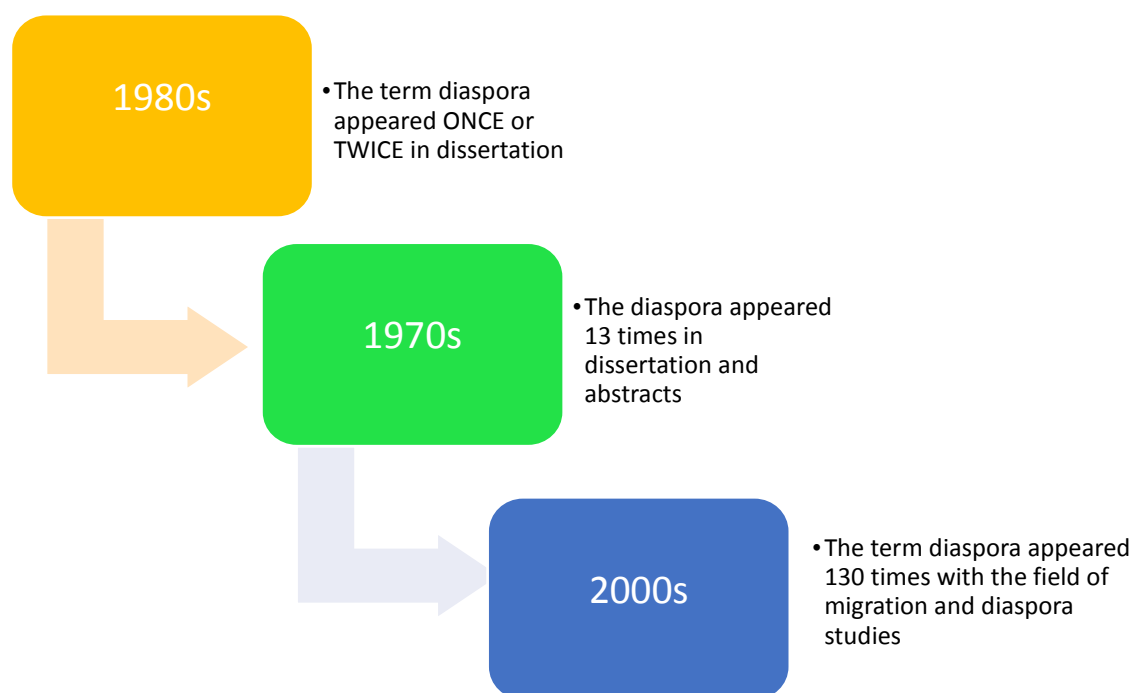 1980s
•The term diaspora
appeared ONCE or
TWICE in dissertation
1970s
•The diaspora appeared
13 times in
dissertation and
abstracts
2000s
•The term diaspora appeared
130 times with the field of
migration and diaspora
studies